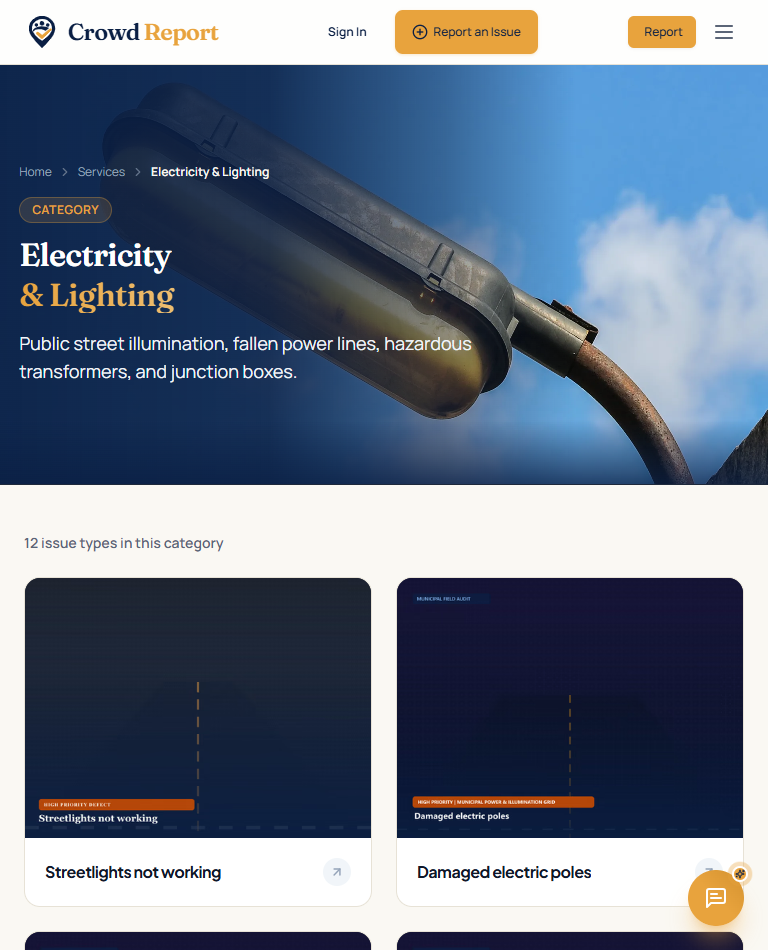 Crowd Report
Sign In
Report an Issue
Report
Home
Services
Electricity & Lighting
CATEGORY
Electricity
& Lighting
Public street illumination, fallen power lines, hazardous
transformers, and junction boxes.
12 issue types in this category
HIGH PRIORITY DEFECT
Streetlights not working
Streetlights not working
MUNICIPAL FIELD AUDIT
HIGH PRIORITY | MUNICIPAL POWER & ILLUMINATION GRID
Damaged electric poles
Damaged electric poles